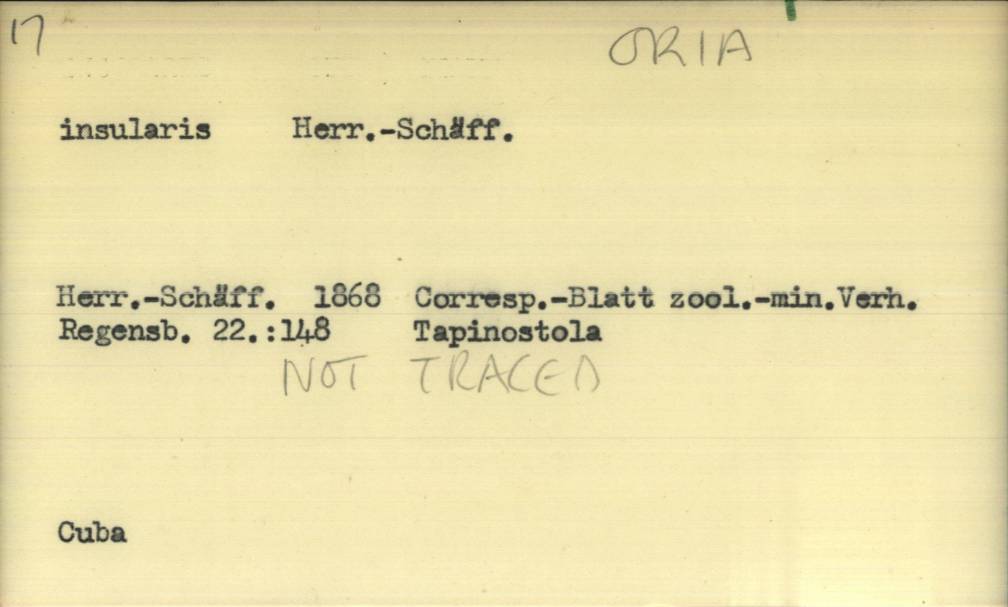 17
ORIA
insularis Herr.-Schäff.
Herr.-Schäff. 1868 Corresp.-Blatt zool.-min.Verh.
Regensb. 22.:148 Tapinostola
NOT TRACED
Cuba